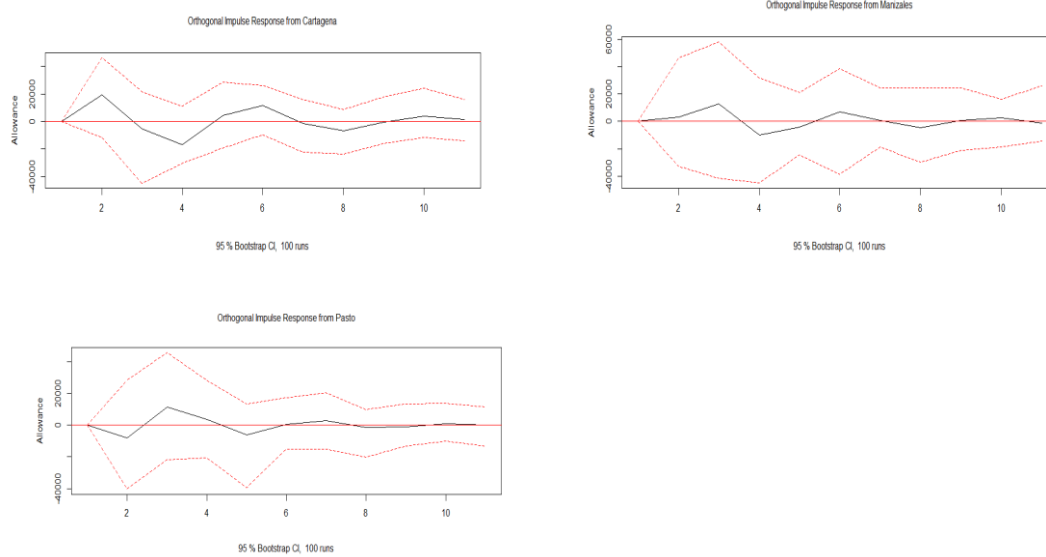 Orthogonal Impulse Response from Cartagena
Allowance
20000
0
-40000
2 4 6 8 10
95 % Bootstrap CI, 100 runs
Orthogonal Impulse Response from Manizales
Allowance
60000
20000
0
-40000
2 4 6 8 10
95 % Bootstrap CI, 100 runs
Orthogonal Impulse Response from Pasto
Allowance
20000
0
-40000
2 4 6 8 10
95 % Bootstrap CI, 100 runs